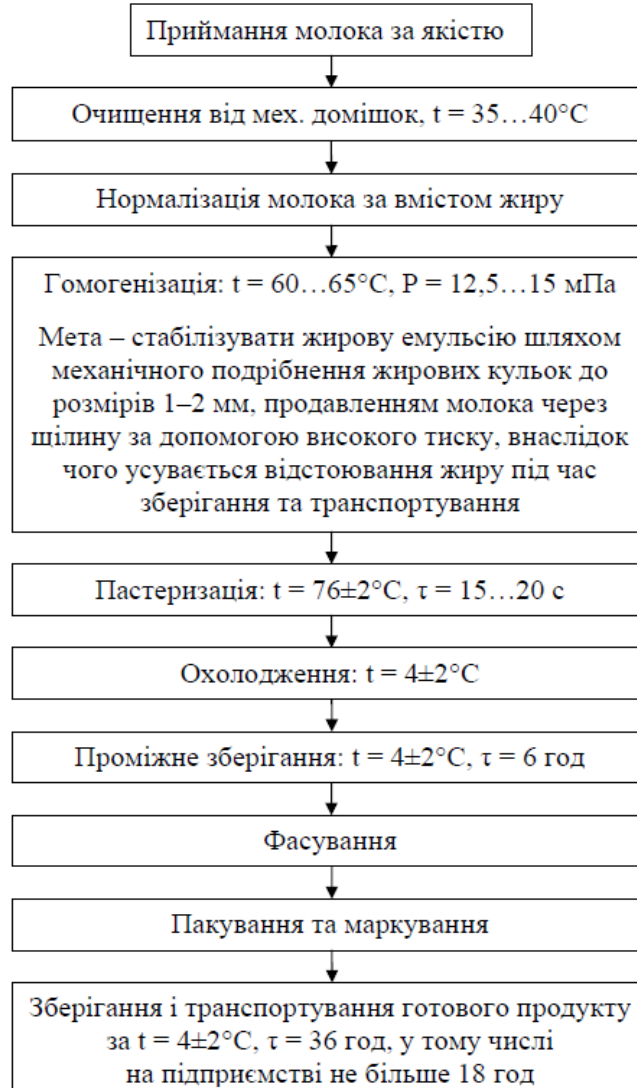 Приймання молока за якістю
Очищення від мех. домішок, t = 35…40°С
Нормалізація молока за вмістом жиру
Гомогенізація: t = 60…65°С, Р = 12,5…15 мПа
Мета – стабілізувати жирову емульсію шляхом
механічного подрібнення жирових кульок до
розмірів 1–2 мм, продавленням молока через
щілину за допомогою високого тиску, внаслідок
чого усувається відстоювання жиру під час
зберігання та транспортування
Пастеризація: t = 76±2°С, τ = 15…20 с
Охолодження: t = 4±2°С
Проміжне зберігання: t = 4±2°С, τ = 6 год
Фасування
Пакування та маркування
Зберігання і транспортування готового продукту
за t = 4±2°С, τ = 36 год, у тому числі
на підприємстві не більше 18 год